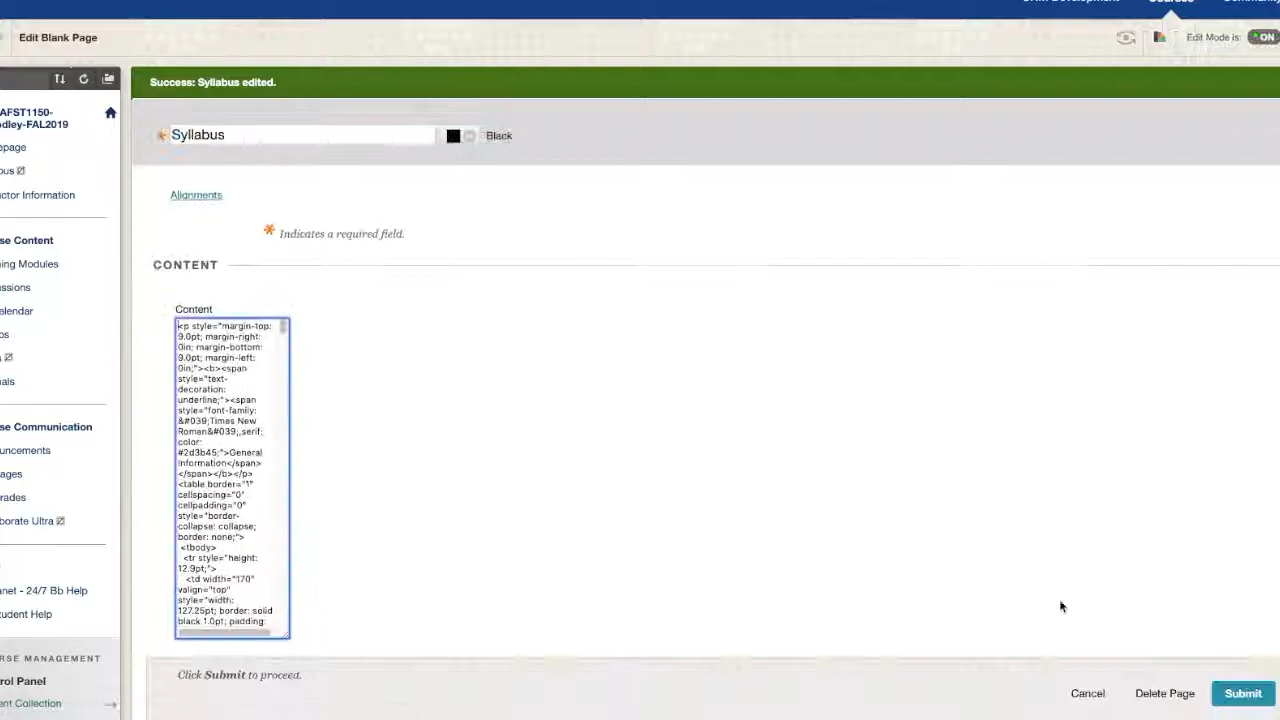 Courses
Edit Blank Page
Edit Mode is:
ON
Success: Syllabus edited.
AFST1150-
dley-FAL2019
epage
bus
ctor Information
se Content
ning Modules
ssions
alendar
os
s
ials
se Communication
uncements
ages
rades
borate Ultra
anet - 24/7 Bb Help
tudent Help
RSE MANAGEMENT
rol Panel
ent Collection
Syllabus
Black
Alignments
* Indicates a required field.
CONTENT
Content
<p style="margin-top:
9.0pt; margin-right:
0in; margin-bottom:
9.0pt; margin-left:
0in;"><b><span
style="text-
decoration:
underline;"><span
style="font-family:
&#039;Times New
Roman&#039;,serif;
color:
#2d3b45;">General
Information</span>
</span></b></p>
<table border="1"
cellspacing="0"
cellpadding="0"
style="border-
collapse: collapse;
border: none;">
<tbody>
<tr style="height:
12.9pt;">
<td width="170"
valign="top"
style="width:
127.25pt; border: solid
black 1.0pt; padding:
Click Submit to proceed.
Cancel
Delete Page
Submit